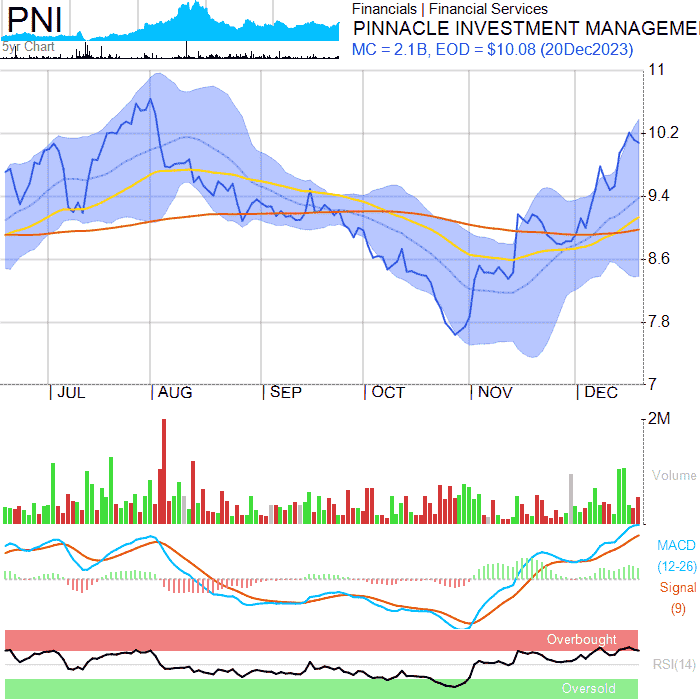 PNI
5yr Chart
Financials | Financial Services
PINNACLE INVESTMENT MANAGEME
MC = 2.1B, EOD = $10.08 (20Dec2023)
11
10.2
9.4
8.6
7.8
7
JUL AUG SEP OCT NOV DEC
2M
Volume
MACD
(12-26)
Signal
(9)
Overbought
RSI(14)
Oversold